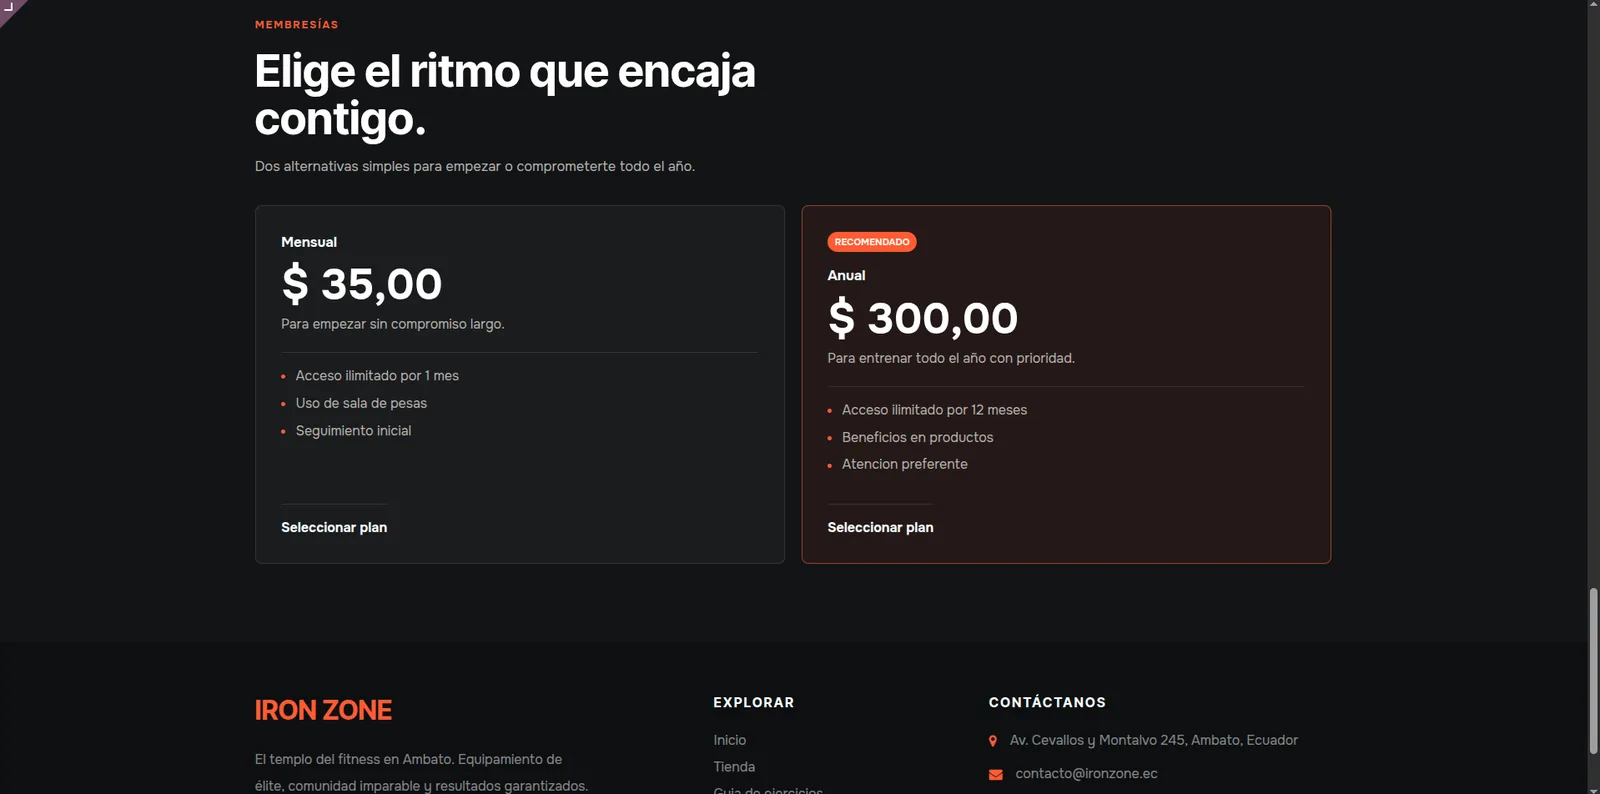 MEMBRESÍAS
Elige el ritmo que encaja
contigo.
Dos alternativas simples para empezar o comprometerte todo el año.
Mensual
$ 35,00
Para empezar sin compromiso largo.
Acceso ilimitado por 1 mes
Uso de sala de pesas
Seguimiento inicial
Seleccionar plan
RECOMENDADO
Anual
$ 300,00
Para entrenar todo el año con prioridad.
Acceso ilimitado por 12 meses
Beneficios en productos
Atencion preferente
Seleccionar plan
IRON ZONE
El templo del fitness en Ambato. Equipamiento de
élite, comunidad imparable y resultados garantizados.
EXPLORAR
Inicio
Tienda
Guia de ejercicios
CONTÁCTANOS
Av. Cevallos y Montalvo 245, Ambato, Ecuador
contacto@ironzone.ec